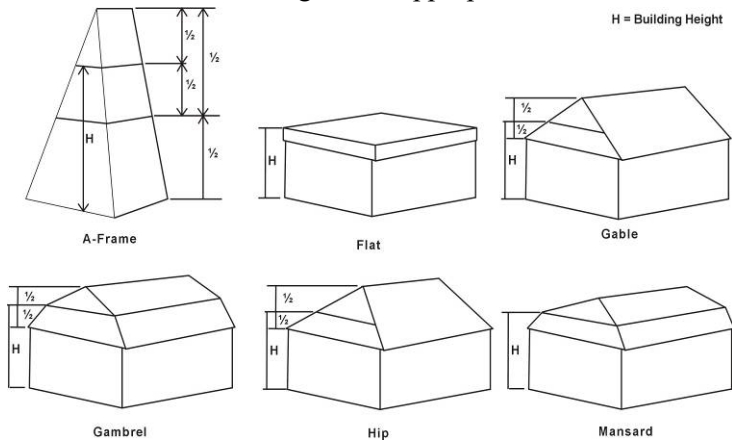 H = Building Height
½
½
½
½
H
A-Frame
H
Flat
½
½
H
Gable
½
½
H
Gambrel
½
½
H
Hip
H
Mansard